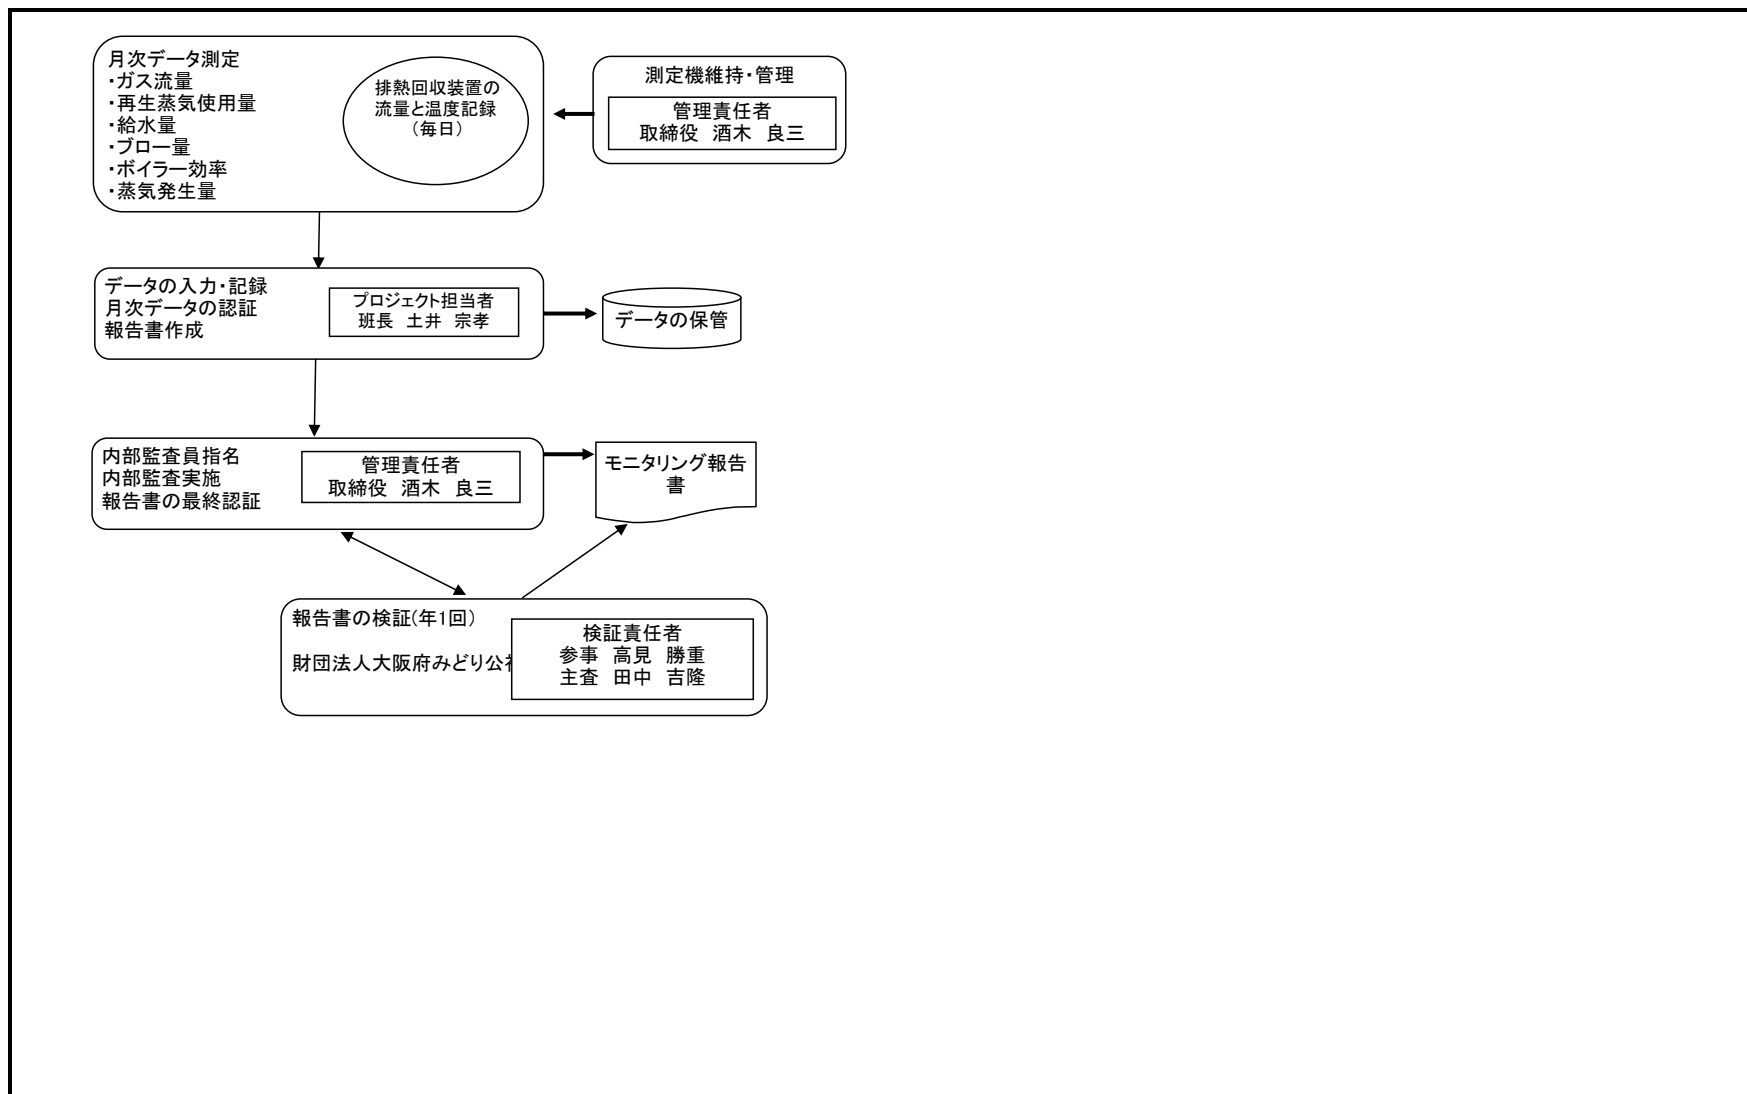 月次データ測定
・ガス流量
・再生蒸気使用量
・給水量
・ブロー量
・ボイラー効率
・蒸気発生量
排熱回収装置の
流量と温度記録
（毎日）
測定機維持・管理
管理責任者
取締役　酒木　良三
データの入力・記録
月次データの認証
報告書作成
プロジェクト担当者
班長　土井　宗孝
データの保管
内部監査員指名
内部監査実施
報告書の最終認証
管理責任者
取締役　酒木　良三
モニタリング報告
書
報告書の検証(年1回)
財団法人大阪府みどり公
検証責任者
参事　高見　勝重
主査　田中　吉隆